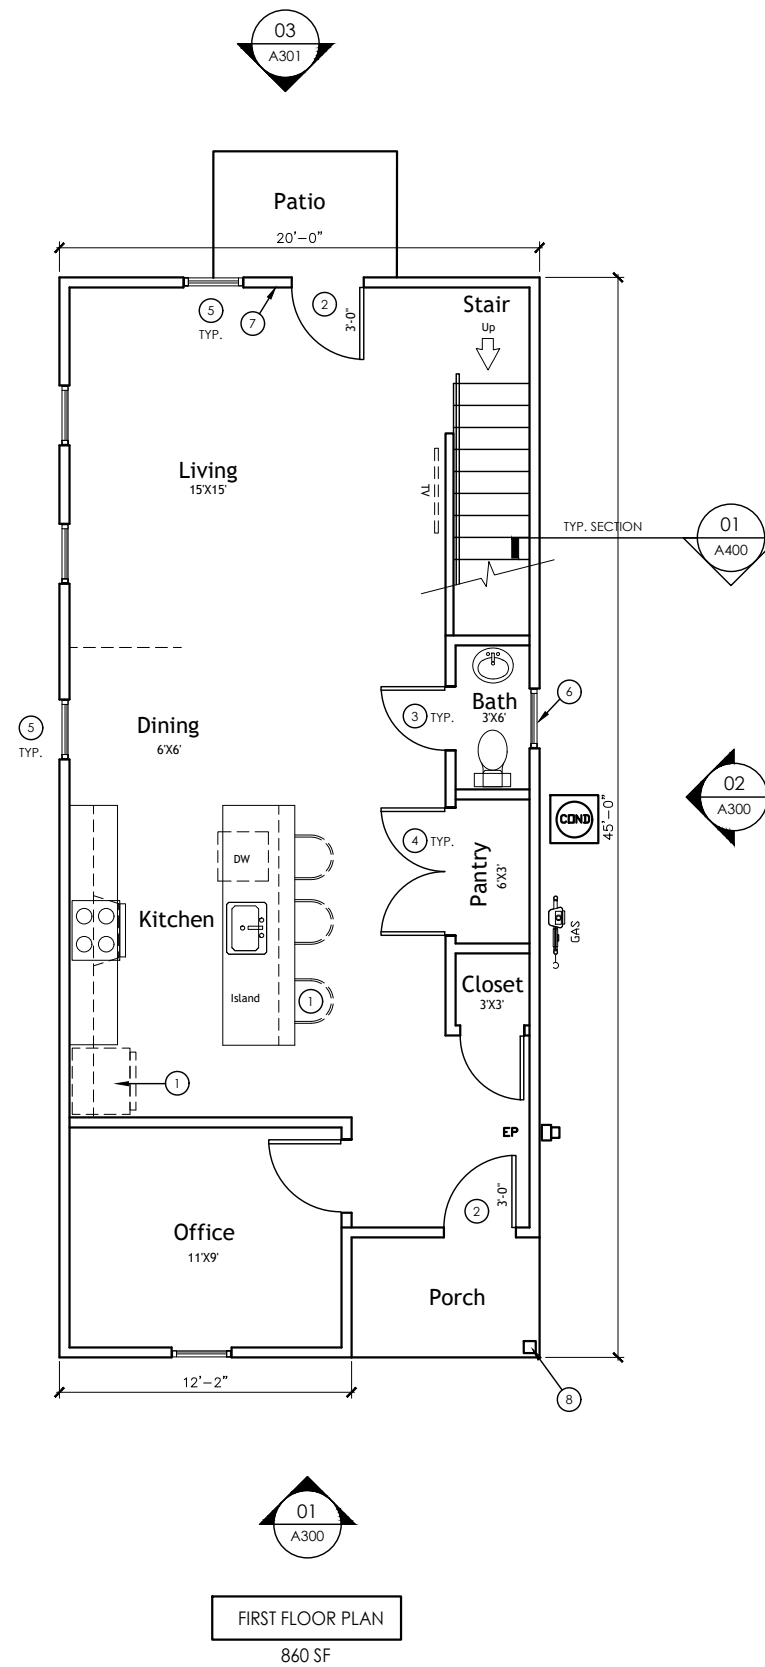 03
A301
Patio
20'-0"
5
TYP.
7
2
3'-0"
Stair
Up
Living
15'X15'
TV
TYP. SECTION
01
A400
Dining
6'X6'
5
TYP.
3 TYP.
Bath
3'X6'
6
02
A300
45'-0"
COND
4 TYP.
Pantry
6'X3'
DW
Kitchen
GAS
Island
1
Closet
3'X3'
1
EP
2
3'-0"
Office
11'X9'
Porch
12'-2"
8
01
A300
FIRST FLOOR PLAN
860 SF